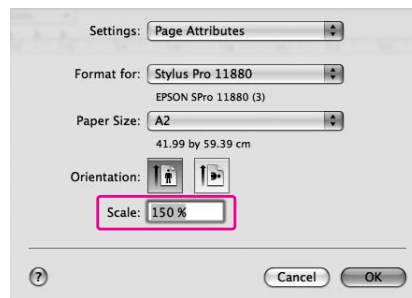 Settings: Page Attributes
Format for: Stylus Pro 11880
EPSON SPro 11880 (3)
Paper Size: A2
41.99 by 59.39 cm
Orientation:
Scale: 150 %
? Cancel OK